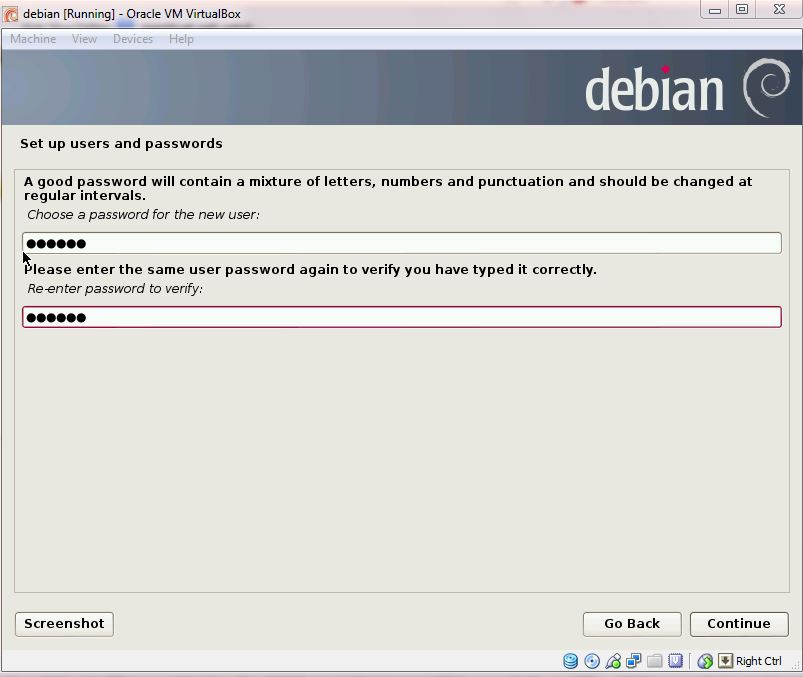 debian [Running] - Oracle VM VirtualBox
Machine View Devices Help
debian
Set up users and passwords
A good password will contain a mixture of letters, numbers and punctuation and should be changed at
regular intervals.
Choose a password for the new user:
●●●●●●
Please enter the same user password again to verify you have typed it correctly.
Re-enter password to verify:
●●●●●●
Screenshot Go Back Continue
Right Ctrl